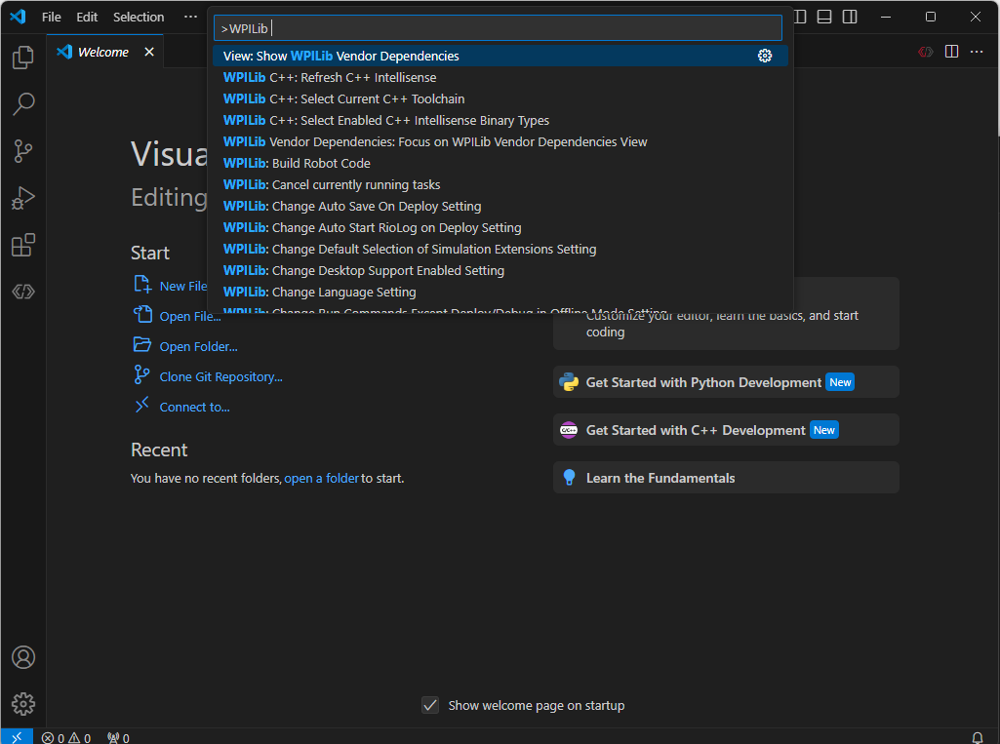 File Edit Selection ···
>WPILib
Welcome
View: Show WPILib Vendor Dependencies
WPILib C++: Refresh C++ Intellisense
WPILib C++: Select Current C++ Toolchain
WPILib C++: Select Enabled C++ Intellisense Binary Types
WPILib Vendor Dependencies: Focus on WPILib Vendor Dependencies View
WPILib: Build Robot Code
WPILib: Cancel currently running tasks
WPILib: Change Auto Save On Deploy Setting
WPILib: Change Auto Start RioLog on Deploy Setting
WPILib: Change Default Selection of Simulation Extensions Setting
WPILib: Change Desktop Support Enabled Setting
WPILib: Change Language Setting
WPILib: Change Run Commands Except Deploy/Debug in Offline Mode Setting
Visua
Editing
Start
New File
Open File...
Open Folder...
Clone Git Repository...
Connect to...
Recent
You have no recent folders, open a folder to start.
Customize your editor, learn the basics, and start
coding
Get Started with Python Development New
C/C++
Get Started with C++ Development New
Learn the Fundamentals
Show welcome page on startup
0 0 0